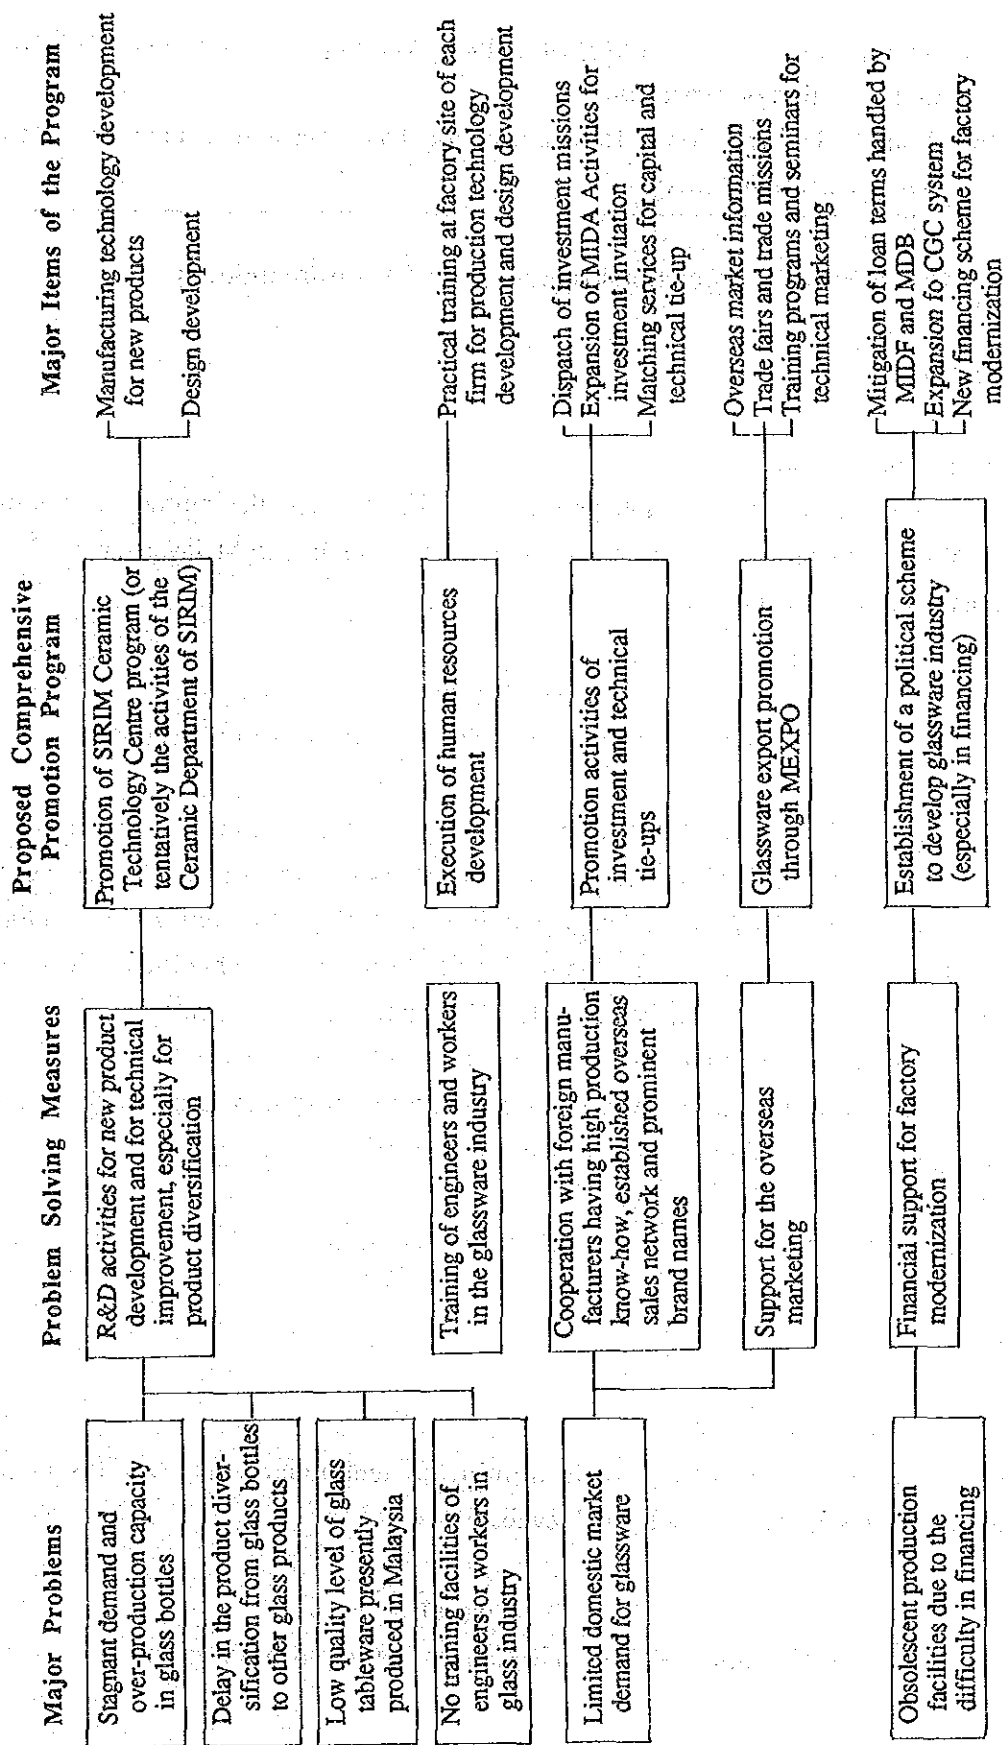 Major Problems
Stagnant demand and
over-production capacity
in glass bottles
Delay in the product diver-
sification from glass bottles
to other glass products
Low quality level of glass
tableware presently
produced in Malaysia
No training facilities of
engineers or workers in
glass industry
Limited domestic market
demand for glassware
Obsolescent production
facilities due to the
difficulty in financing
Problem Solving Measures
R&D activities for new product
development and for technical
improvement, especially for
product diversification
Training of engineers and workers
in the glassware industry
Cooperation with foreign manu-
facturers having high production
know-how, established overseas
sales network and prominent
brand names
Support for the overseas
marketing
Financial support for factory
modernization
Proposed Comprehensive
Promotion Program
Promotion of SIRIM Ceramic
Technology Centre program (or
tentatively the activities of the
Ceramic Department of SIRIM)
Execution of human resources
development
Promotion activities of
investment and technical
tie-ups
Glassware export promotion
through MEXPO
Establishment of a political scheme
to develop glassware industry
(especially in financing)
Major Items of the Program
Manufacturing technology development
for new products
Design development
Practical training at factory site of each
firm for production technology
development and design development
Dispatch of investment missions
Expansion of MIDA Activities for
investment invitation
Matching services for capital and
technical tie-up
Overseas market information
Trade fairs and trade missions
Training programs and seminars for
technical marketing
Mitigation of loan terms handled by
MIDF and MDB
Expansion fo CGC system
New financing scheme for factory
modernization